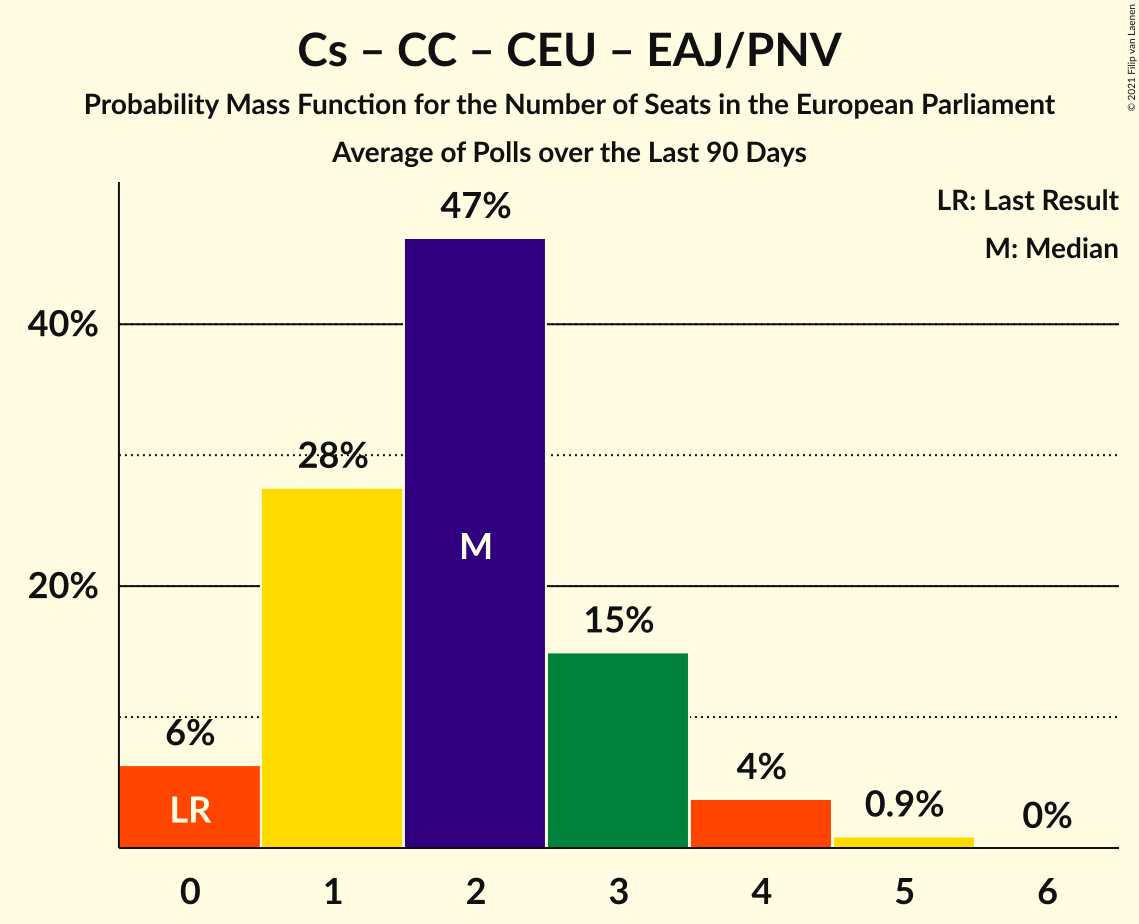 Cs – CC – CEU – EAJ/PNV
Probability Mass Function for the Number of Seats in the European Parliament
Average of Polls over the Last 90 Days
© 2021 Filip van Laenen
LR: Last Result
M: Median
47%
40%
28%
M
20%
15%
6%
LR
4%
0.9%
0%
0 1 2 3 4 5 6